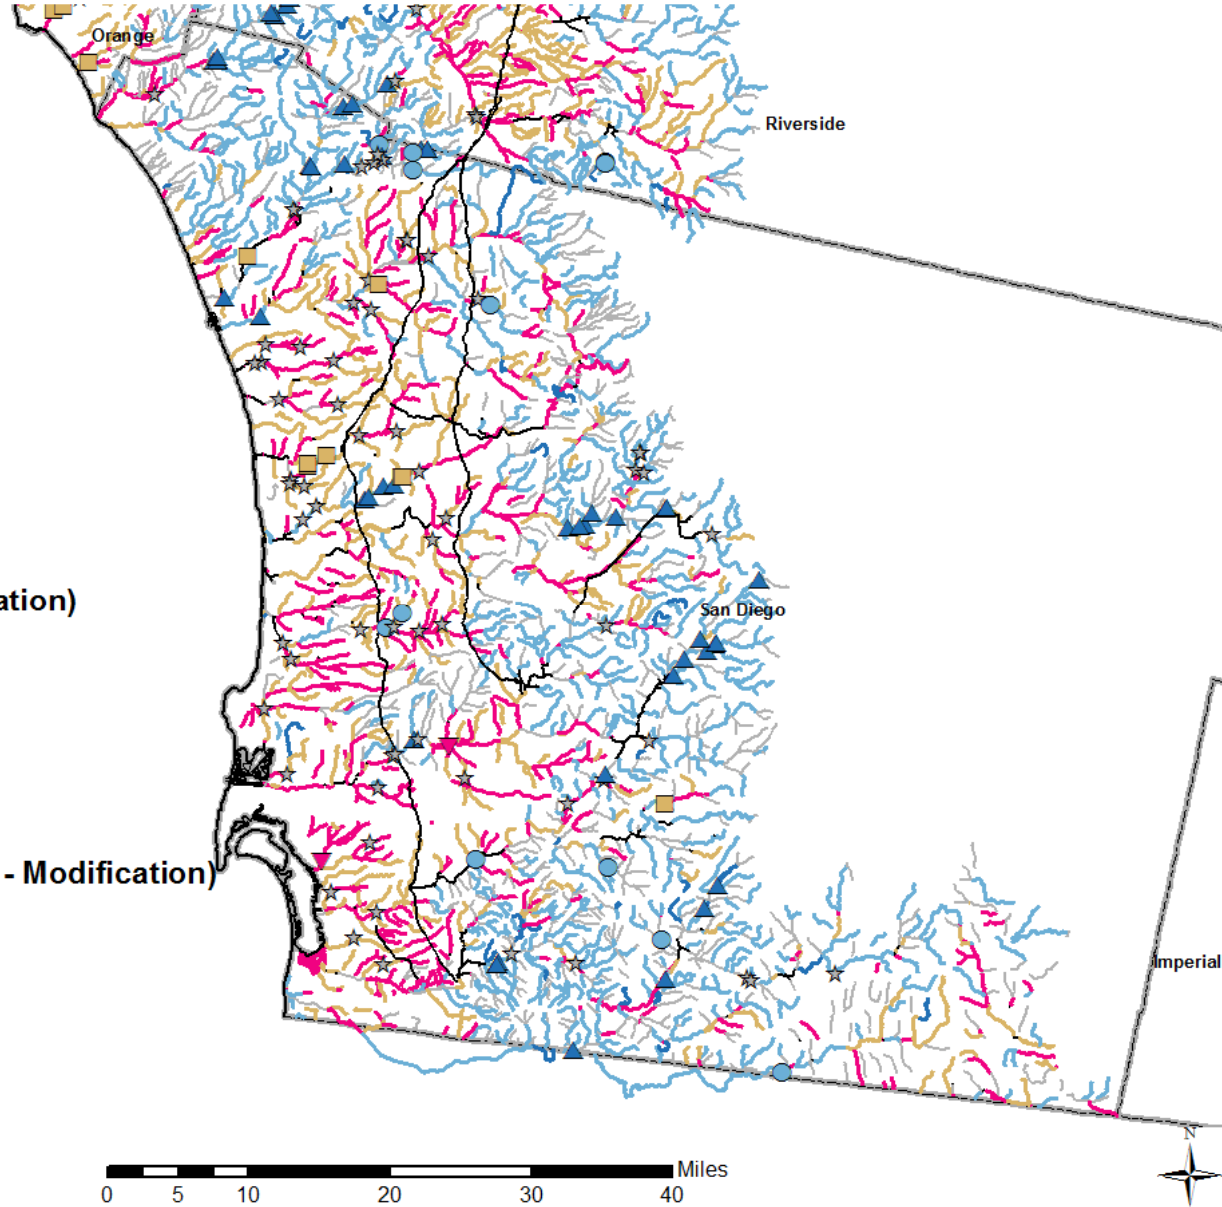 Orange
Riverside
ation)
San Diego
- Modification)
Imperial
N
Miles
0 5 10 20 30 40